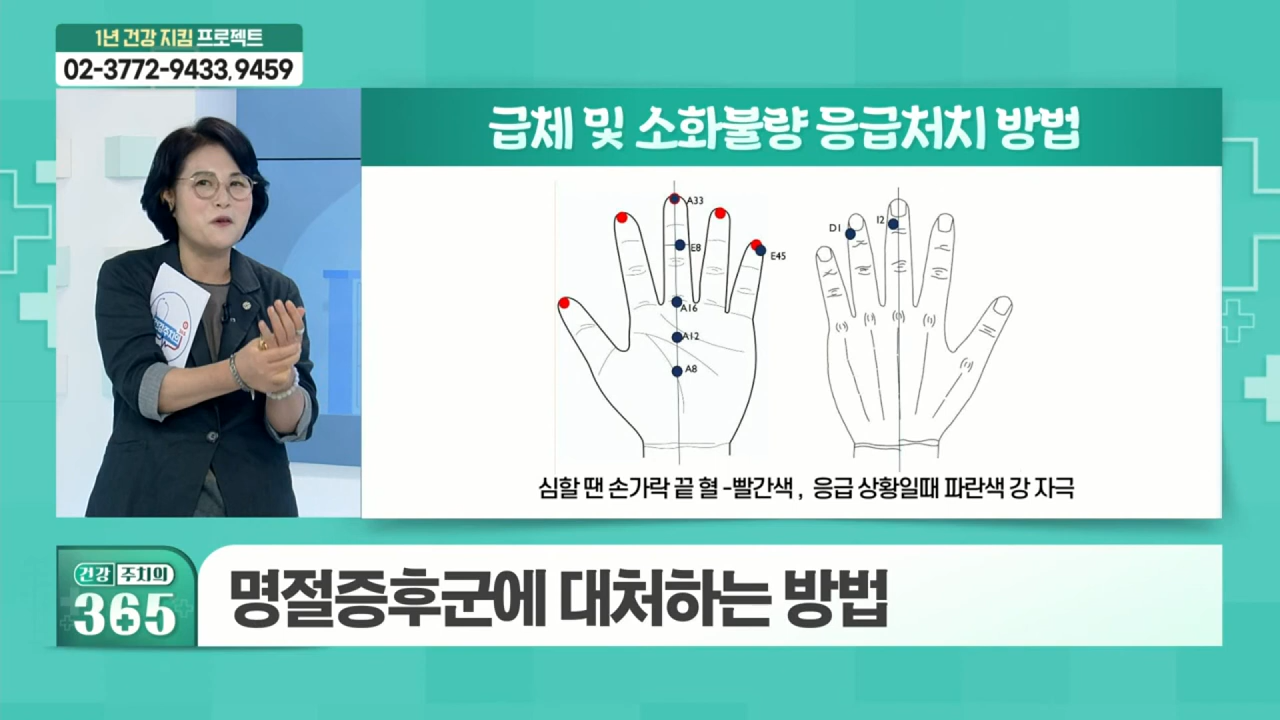 1년 건강 지킴 프로젝트
02-3772-9433, 9459
급체 및 소화불량 응급처치 방법
A33
E8
E45
A16
A12
A8
D1
I2
심할 땐 손가락 끝 혈 -빨간색 , 응급 상황일때 파란색 강 자극
건강 주치의
365
명절증후군에 대처하는 방법